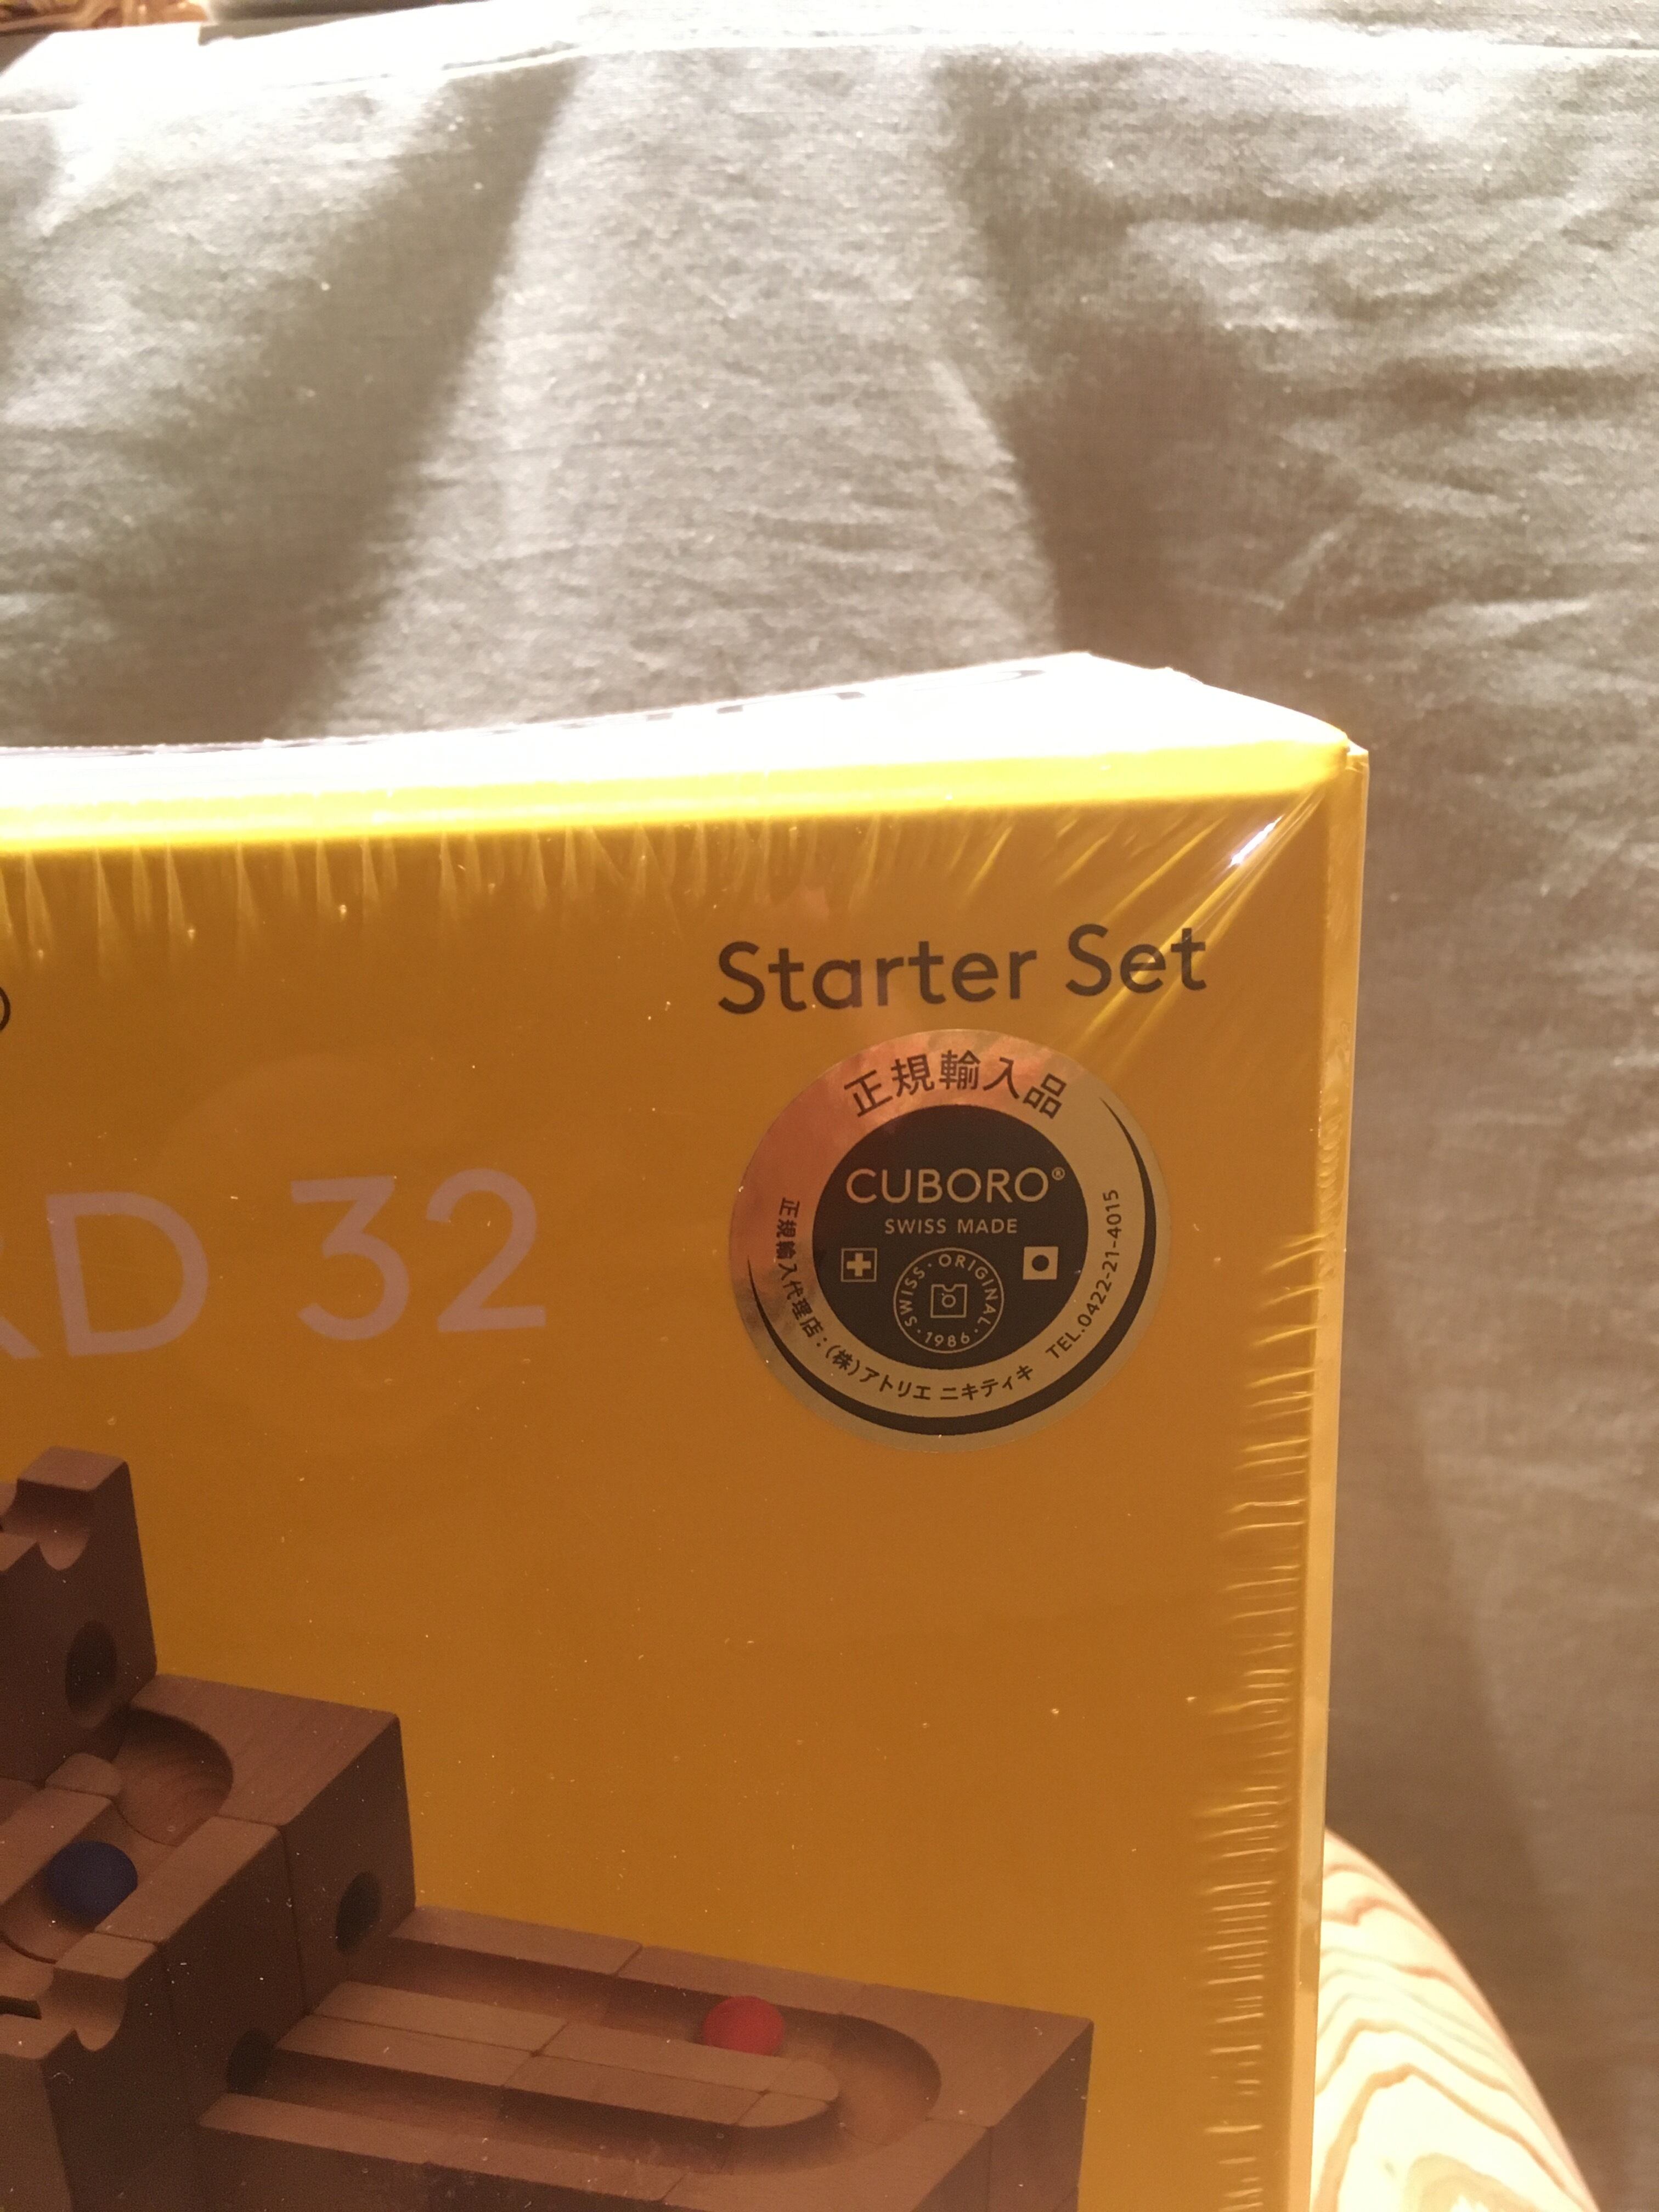 Starter Set
RD 32
正規輸入品
CUBORO®
SWISS MADE
SWISS · ORIGINAL · 1986 ·
正規輸入代理店:(株)アトリエ ニキティキ TEL.0422-21-4015